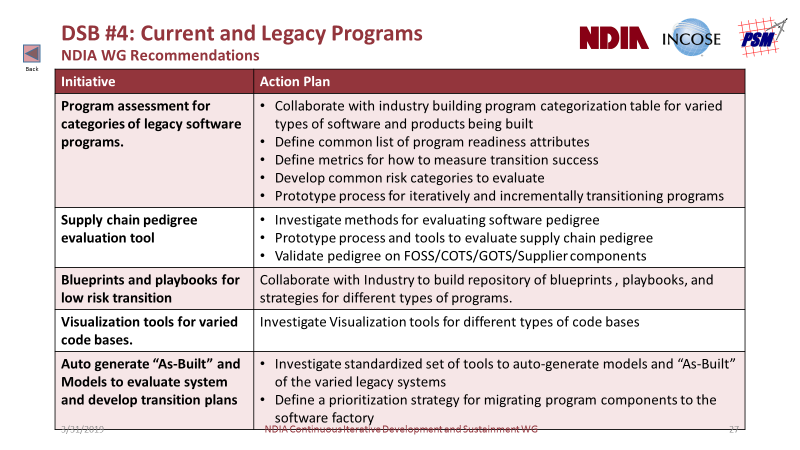 DSB #4: Current and Legacy Programs
NDIA WG Recommendations
NDIA
INCOSE
PSM
Back
Initiative
Action Plan
Program assessment for
categories of legacy software
programs.
• Collaborate with industry building program categorization table for varied
types of software and products being built
• Define common list of program readiness attributes
• Define metrics for how to measure transition success
• Develop common risk categories to evaluate
• Prototype process for iteratively and incrementally transitioning programs
Supply chain pedigree
evaluation tool
• Investigate methods for evaluating software pedigree
• Prototype process and tools to evaluate supply chain pedigree
• Validate pedigree on FOSS/COTS/GOTS/Supplier components
Blueprints and playbooks for
low risk transition
Collaborate with Industry to build repository of blueprints , playbooks, and
strategies for different types of programs.
Visualization tools for varied
code bases.
Investigate Visualization tools for different types of code bases
Auto generate “As-Built” and
Models to evaluate system
and develop transition plans
• Investigate standardized set of tools to auto-generate models and “As-Built”
of the varied legacy systems
• Define a prioritization strategy for migrating program components to the
software factory
3/31/2019
NDIA Continuous Iterative Development and Sustainment WG
27